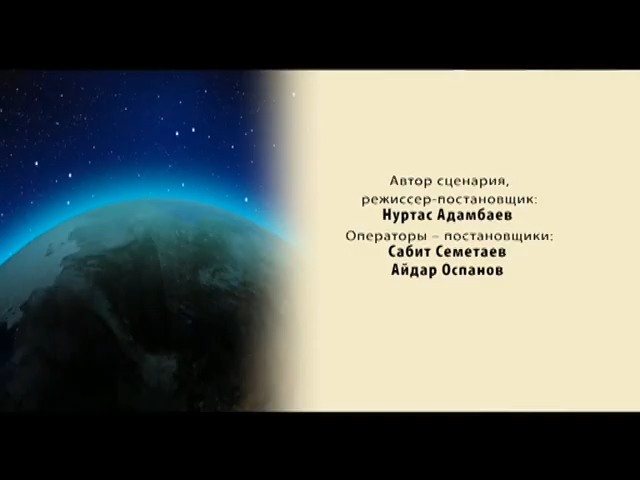 Автор сценария,
режиссер-постановщик:
Нуртас Адамбаев
Операторы – постановщики:
Сабит Семетаев
Айдар Оспанов